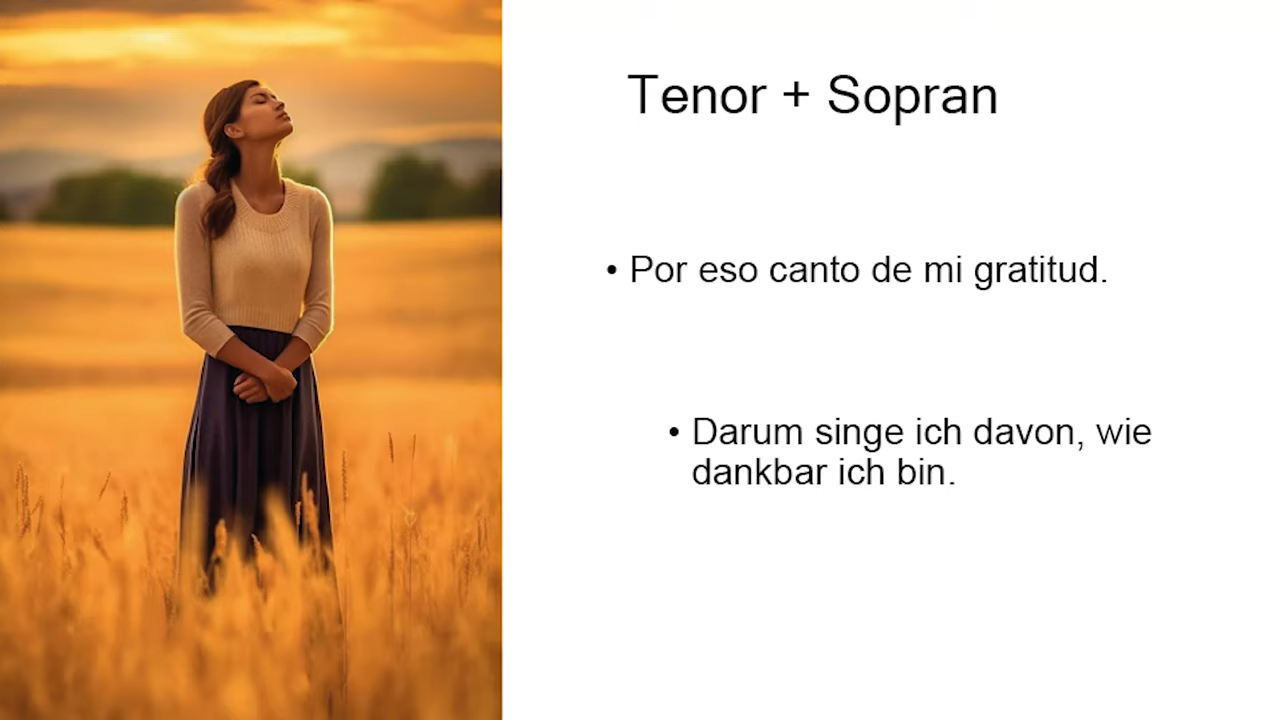 Tenor + Sopran
• Por eso canto de mi gratitud.
• Darum singe ich davon, wie
dankbar ich bin.